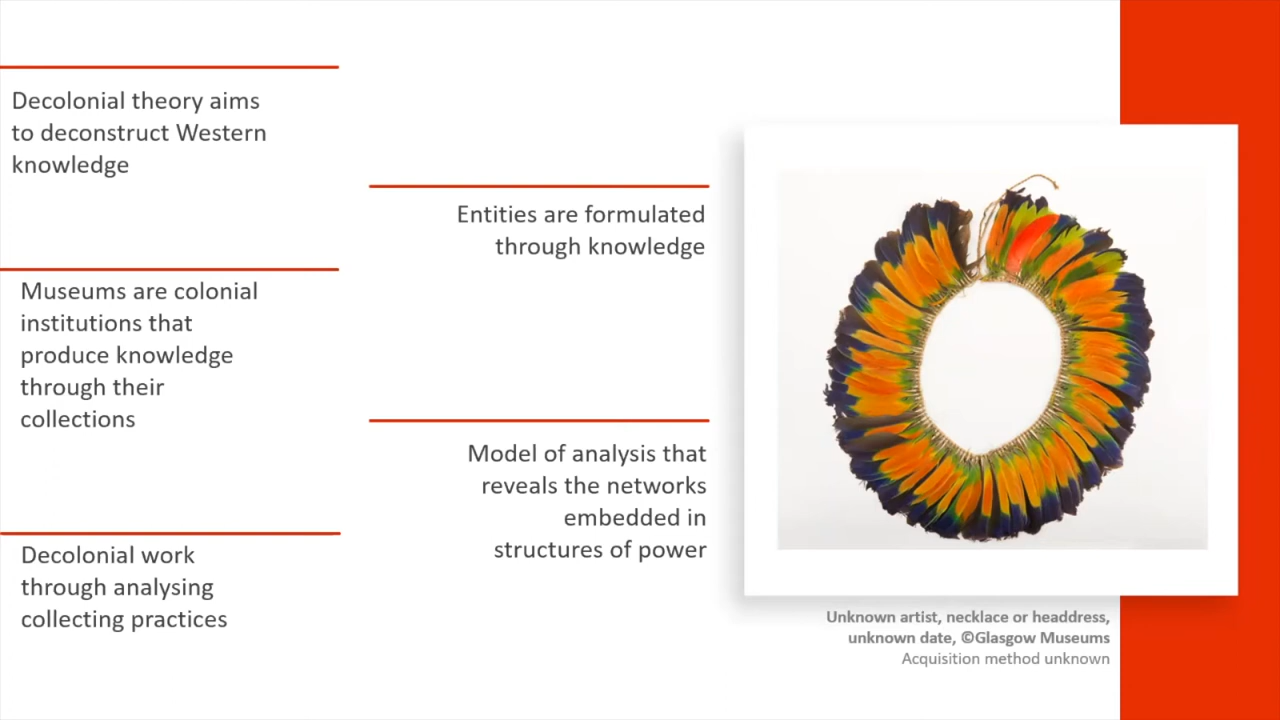 Decolonial theory aims
to deconstruct Western
knowledge
Entities are formulated
through knowledge
Museums are colonial
institutions that
produce knowledge
through their
collections
Model of analysis that
reveals the networks
embedded in
structures of power
Decolonial work
through analysing
collecting practices
Unknown artist, necklace or headdress,
unknown date, ©Glasgow Museums
Acquisition method unknown